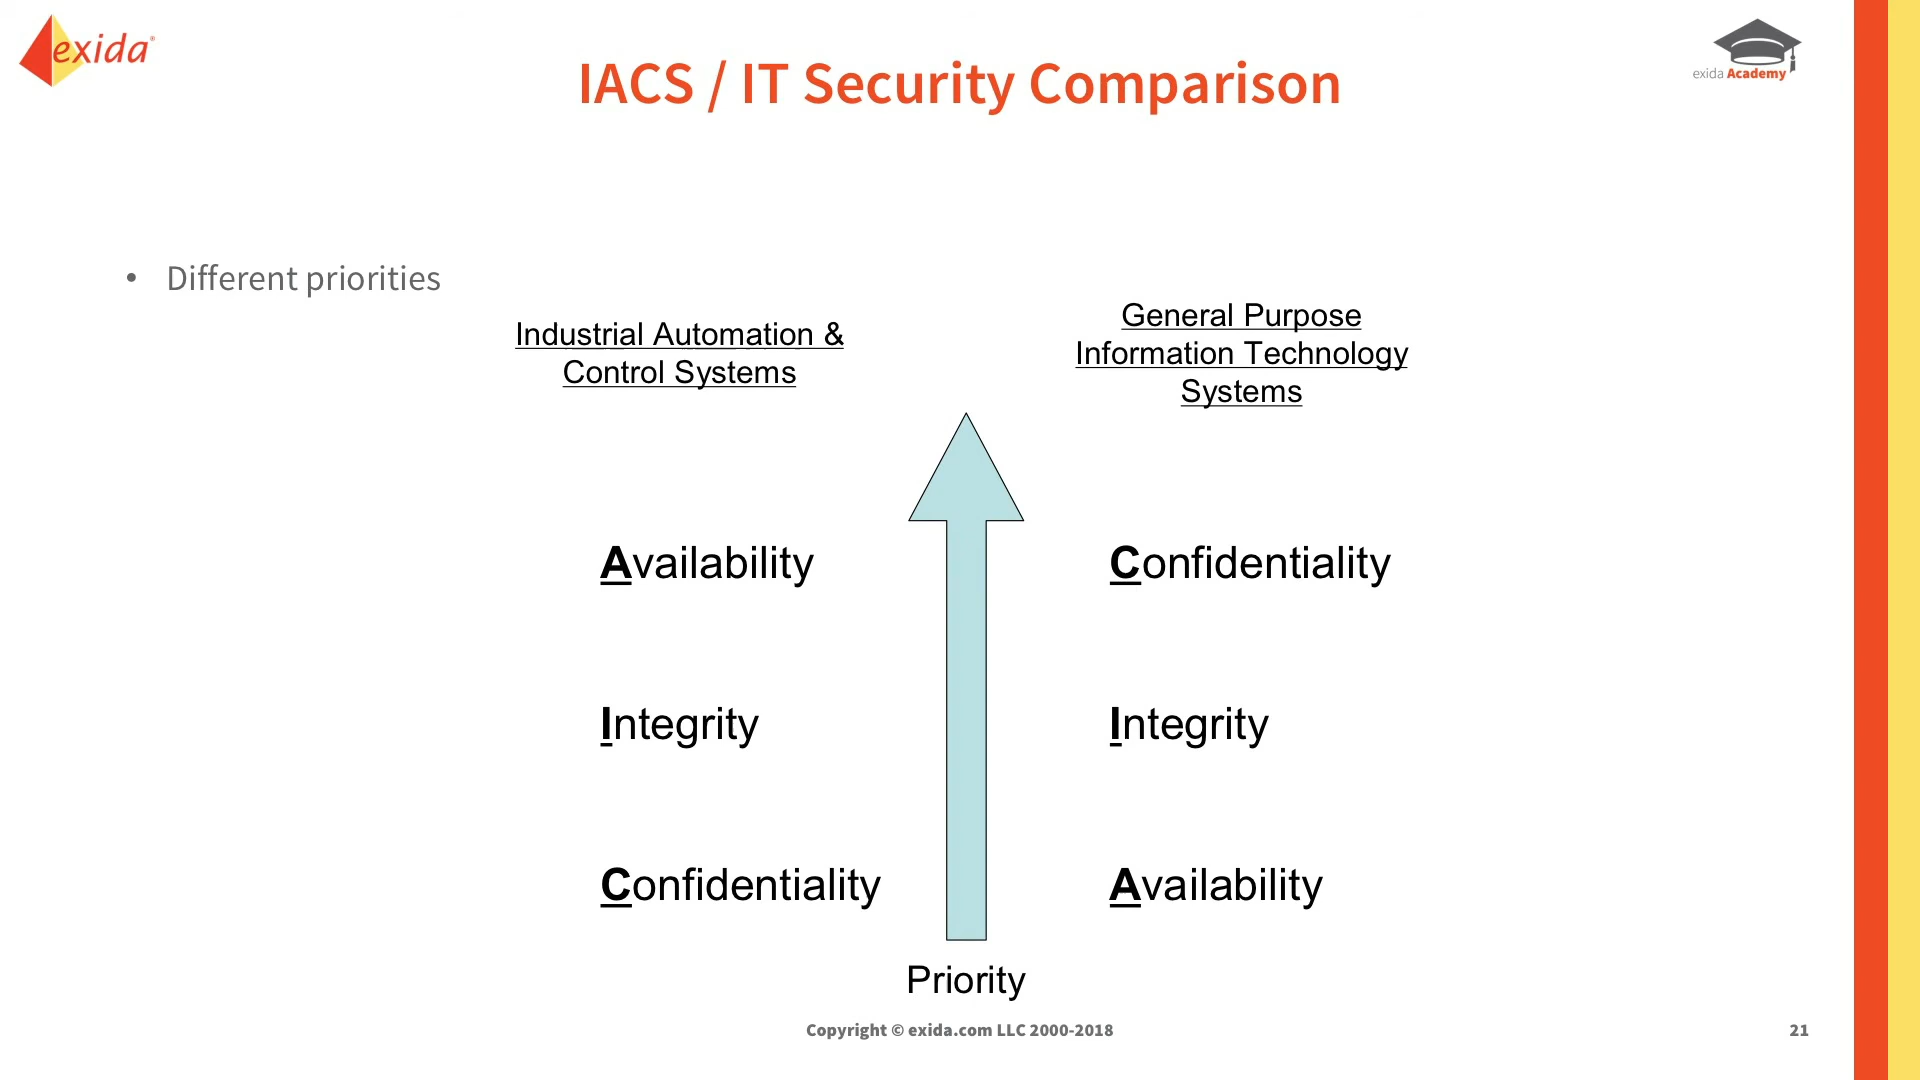 exida®
IACS / IT Security Comparison
exida Academy
• Different priorities
Industrial Automation &
Control Systems
General Purpose
Information Technology
Systems
Availability
Confidentiality
Integrity
Integrity
Confidentiality
Availability
Priority
Copyright © exida.com LLC 2000-2018
21